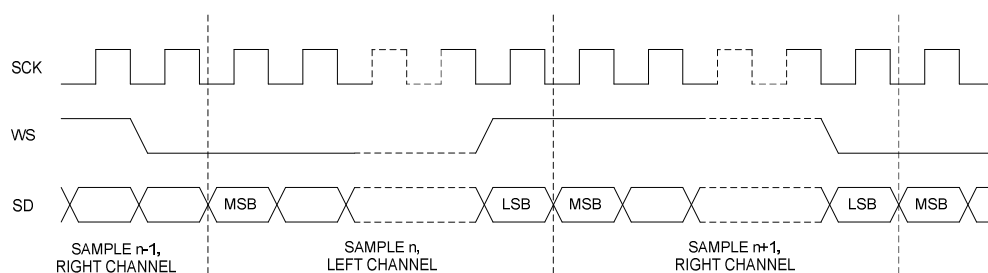 SCK
WS
SD
MSB
LSB
MSB
LSB
MSB
SAMPLE n-1,
RIGHT CHANNEL
SAMPLE n,
LEFT CHANNEL
SAMPLE n+1,
RIGHT CHANNEL